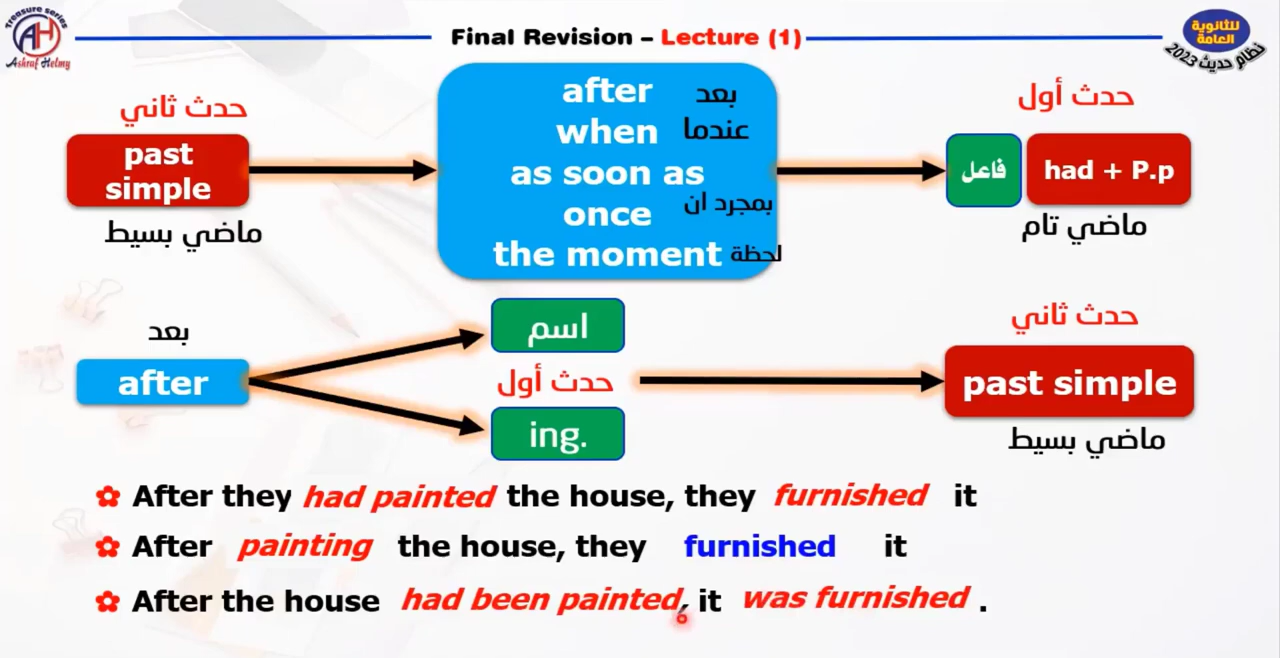 Treasure series
AH
Ashraf Helmy
Final Revision – Lecture (1)
للثانوية
العامة
نظام حديث 2023
حدث ثاني
past
simple
ماضي بسيط
after بعد
when عندما
as soon as
once بمجرد ان
the moment لحظة
حدث أول
فاعل
had + P.p
ماضي تام
بعد
after
اسم
حدث أول
ing.
حدث ثاني
past simple
ماضي بسيط
After they had painted the house, they furnished it
After painting the house, they furnished it
After the house had been painted, it was furnished .